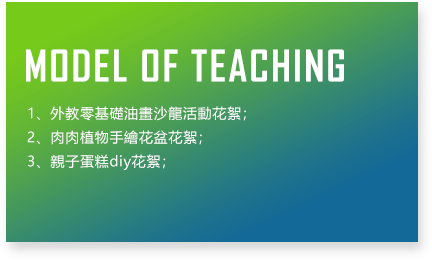 MODEL OF TEACHING
1、外教零基礎油畫沙龍活動花絮；
2、肉肉植物手繪花盆花絮；
3、親子蛋糕diy花絮；